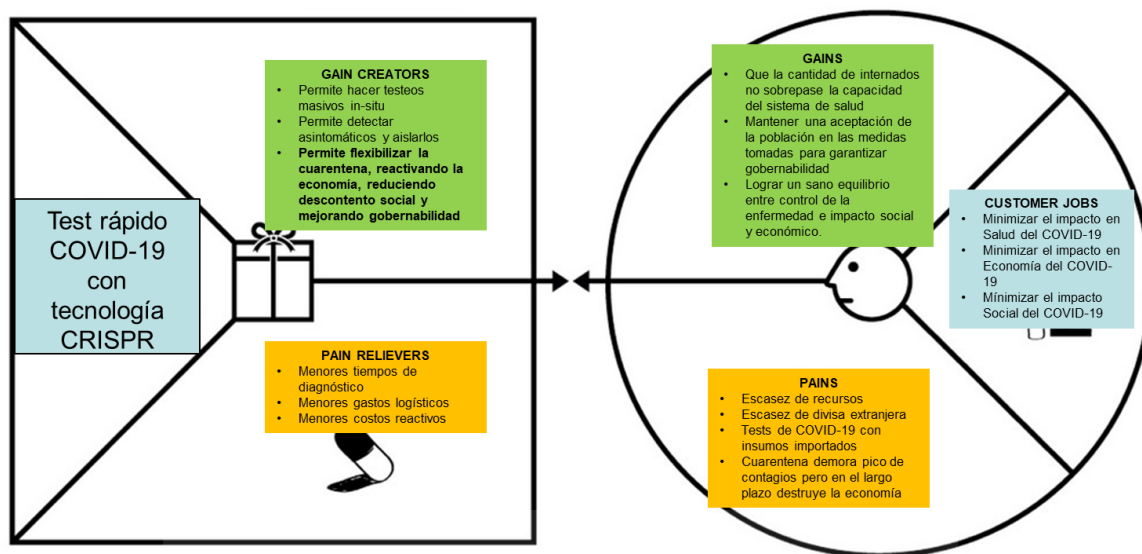 Test rápido
COVID-19
con
tecnología
CRISPR
GAIN CREATORS
• Permite hacer testeos
masivos in-situ
• Permite detectar
asintomáticos y aislarlos
• Permite flexibilizar la
cuarentena, reactivando la
economía, reduciendo
descontento social y
mejorando gobernabilidad
PAIN RELIEVERS
• Menores tiempos de
diagnóstico
• Menores gastos logísticos
• Menores costos reactivos
GAINS
• Que la cantidad de internados
no sobrepase la capacidad
del sistema de salud
• Mantener una aceptación de
la población en las medidas
tomadas para garantizar
gobernabilidad
• Lograr un sano equilibrio
entre control de la
enfermedad e impacto social
y económico.
CUSTOMER JOBS
• Minimizar el impacto en
Salud del COVID-19
• Minimizar el impacto en
Economía del COVID-
19
• Mínimizar el impacto
Social del COVID-19
PAINS
• Escasez de recursos
• Escasez de divisa extranjera
• Tests de COVID-19 con
insumos importados
• Cuarentena demora pico de
contagios pero en el largo
plazo destruye la economía